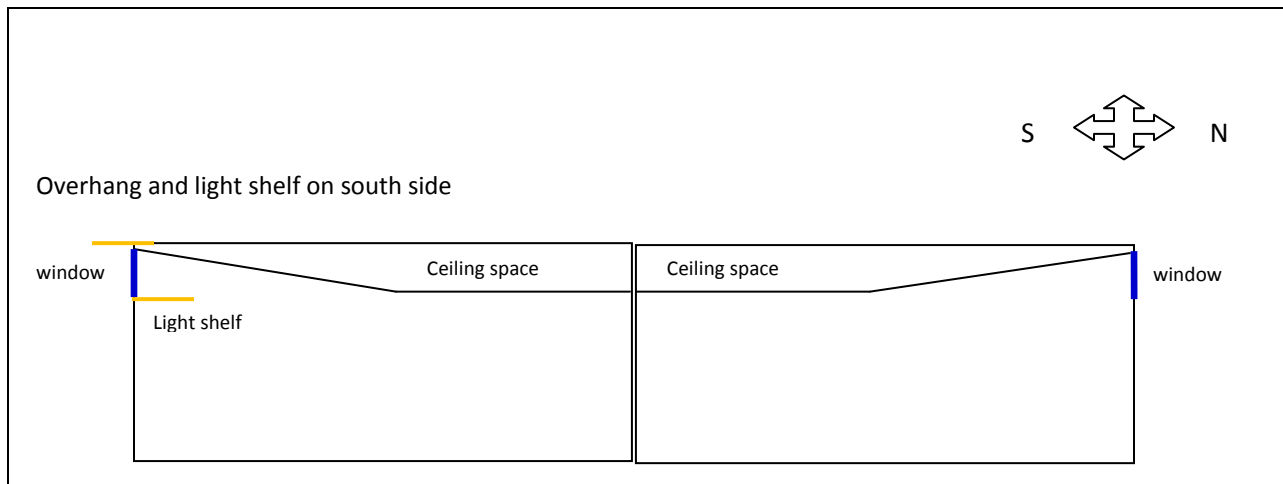 S N
Overhang and light shelf on south side
window Ceiling space Ceiling space window
Light shelf